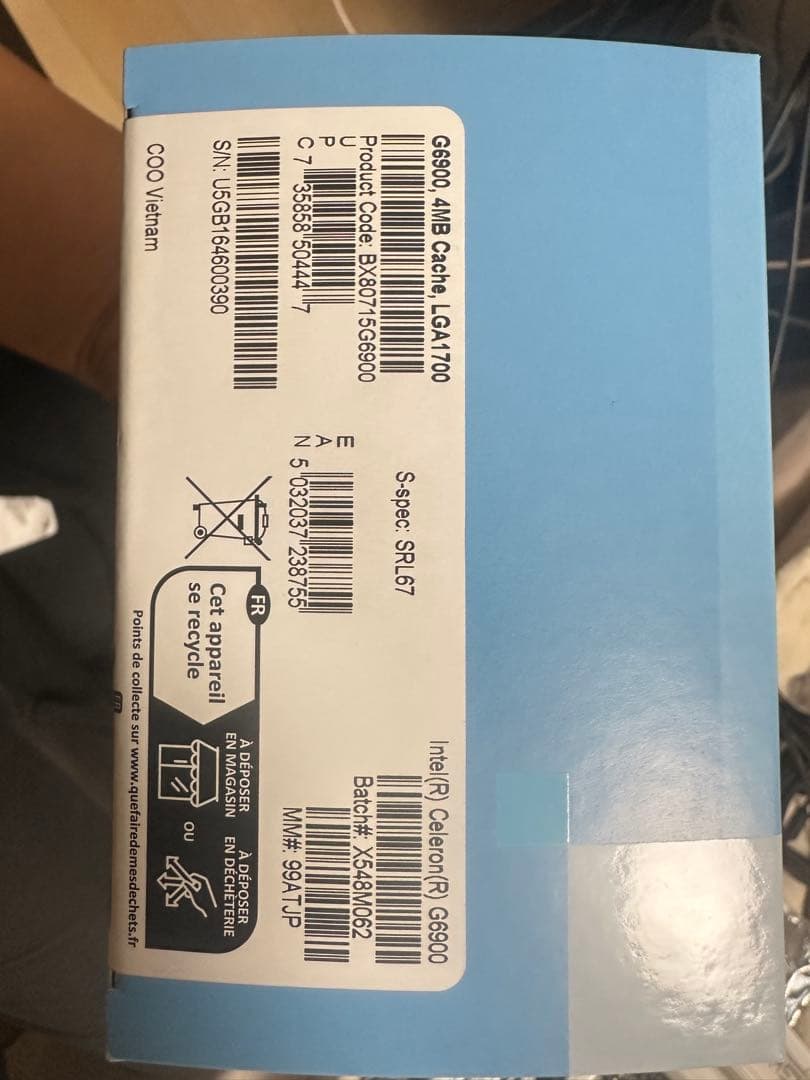 G6900, 4MB Cache, LGA1700
Product Code: BX80715G6900
U
P
C 7 35858 50444 7
S/N: U5GB164600390
COO Vietnam
S-spec: SRL67
E
A
N 5 032037 238755
Intel(R) Celeron(R) G6900
Batch#: X548M062
MM#: 99ATJP
FR
Cet appareil
se recycle
À DÉPOSER
EN MAGASIN
OU
À DÉPOSER
EN DÉCHÈTERIE
Points de collecte sur www.quefairedemesdechets.fr
FR